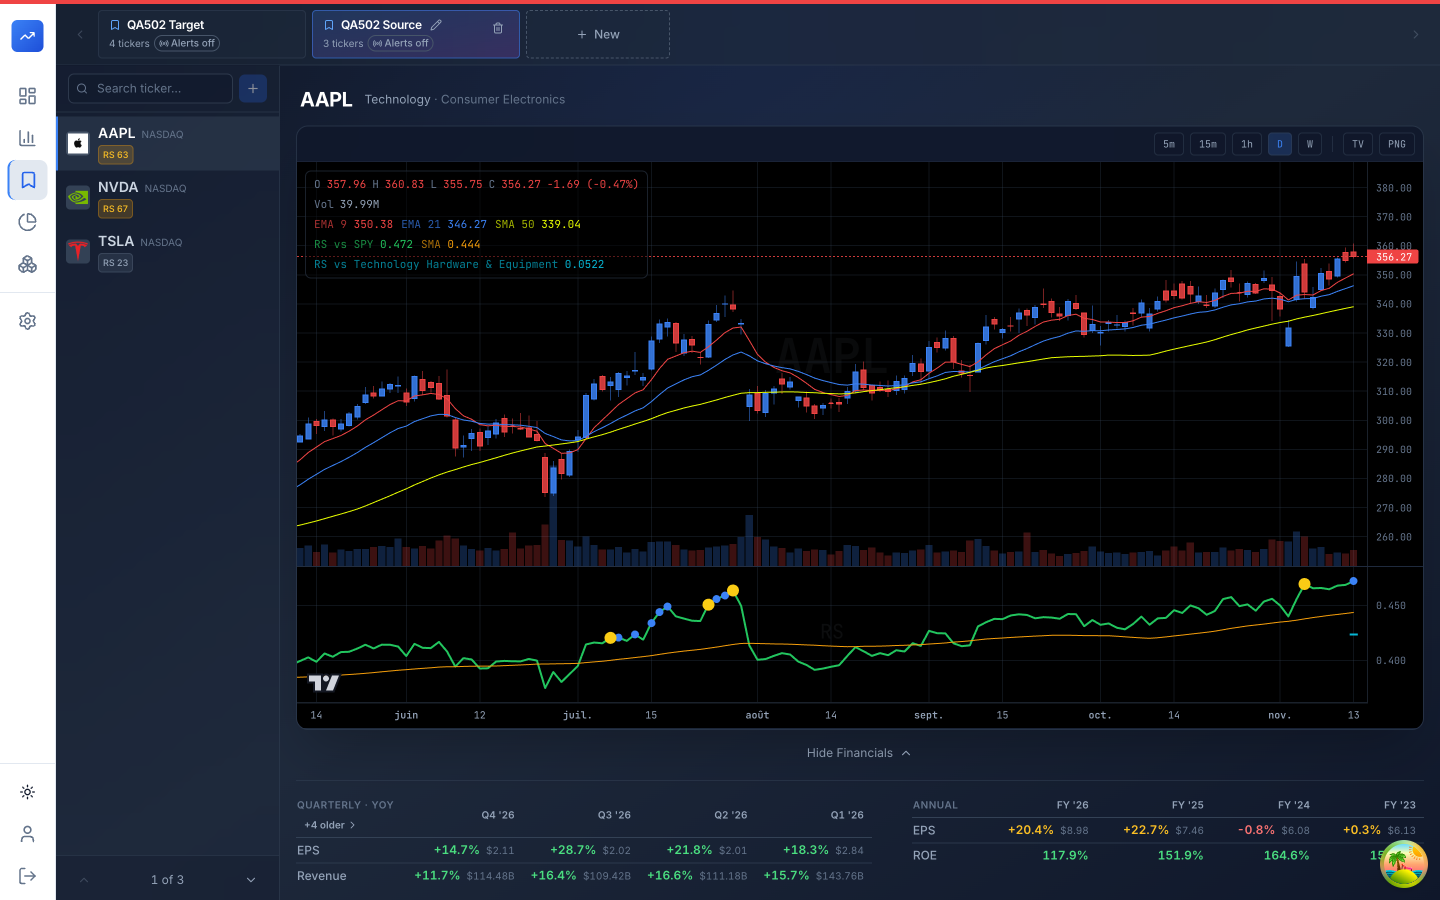 QA502 Target
4 tickers Alerts off
QA502 Source
3 tickers Alerts off
+ New
Search ticker...
AAPL NASDAQ
RS 63
NVDA NASDAQ
RS 67
TSLA NASDAQ
RS 23
1 of 3
AAPL Technology · Consumer Electronics
5m 15m 1h D W TV PNG
O 357.96 H 360.83 L 355.75 C 356.27 -1.69 (-0.47%)
Vol 39.99M
EMA 9 350.38 EMA 21 346.27 SMA 50 339.04
RS vs SPY 0.472 SMA 0.444
RS vs Technology Hardware & Equipment 0.0522
AAPL
RS
380.00
370.00
360.00
356.27
350.00
340.00
330.00
320.00
310.00
300.00
290.00
280.00
270.00
260.00
0.450
0.400
14 juin 12 juil. 15 août 14 sept. 15 oct. 14 nov. 13
Hide Financials
QUARTERLY · YOY Q4 '26 Q3 '26 Q2 '26 Q1 '26
+4 older
EPS +14.7% $2.11 +28.7% $2.02 +21.8% $2.01 +18.3% $2.84
Revenue +11.7% $114.48B +16.4% $109.42B +16.6% $111.18B +15.7% $143.76B
ANNUAL FY '26 FY '25 FY '24 FY '23
EPS +20.4% $8.98 +22.7% $7.46 -0.8% $6.08 +0.3% $6.13
ROE 117.9% 151.9% 164.6%